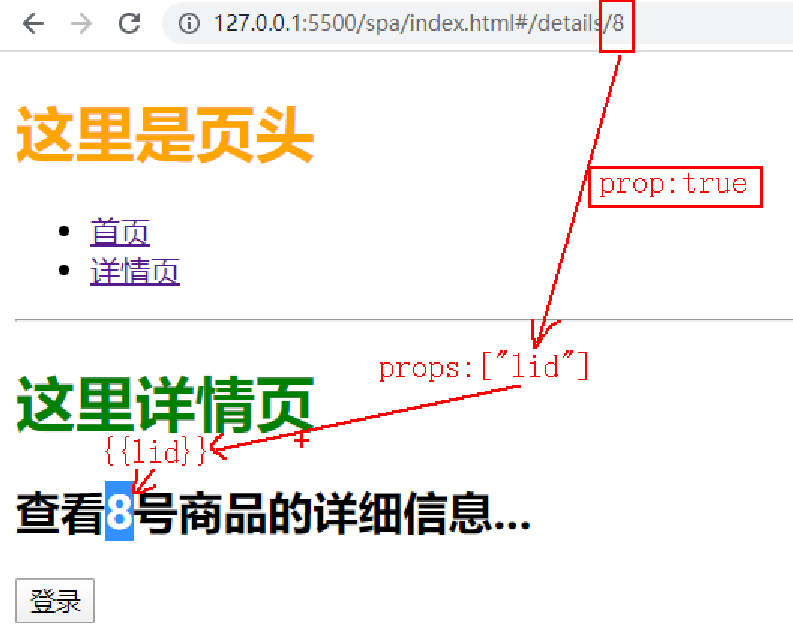 127.0.0.1:5500/spa/index.html#/details/8
这里是页头
prop:true
首页
详情页
props:["lid"]
这里详情页
{{lid}}
查看8号商品的详细信息...
登录